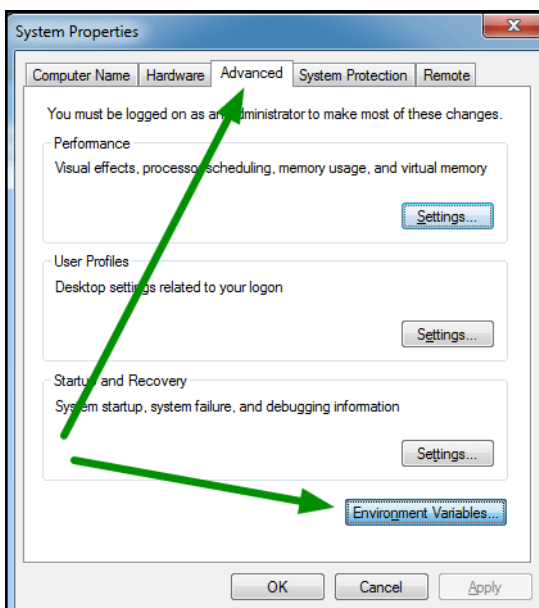 System Properties
Computer Name Hardware Advanced System Protection Remote
You must be logged on as an Administrator to make most of these changes.
Performance
Visual effects, processor scheduling, memory usage, and virtual memory
Settings...
User Profiles
Desktop settings related to your logon
Settings...
Startup and Recovery
System startup, system failure, and debugging information
Settings...
Environment Variables...
OK Cancel Apply